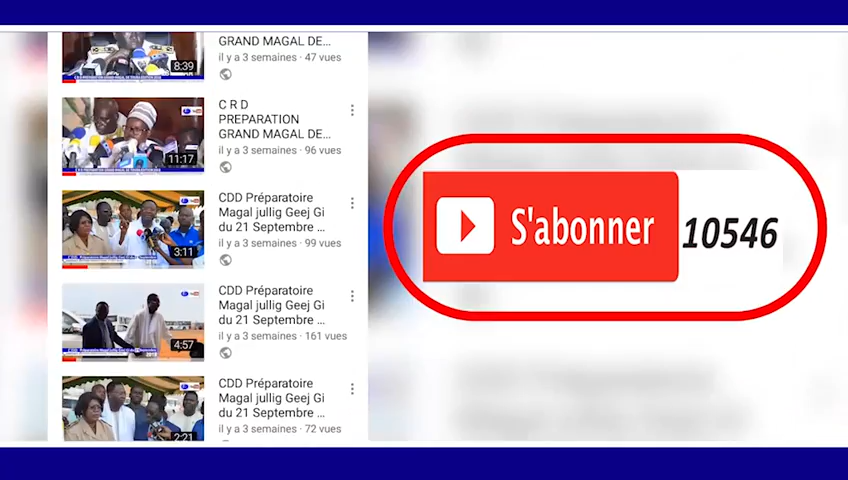 GRAND MAGAL DE...
il y a 3 semaines · 47 vues
8:39
C R D
PREPARATION
GRAND MAGAL DE...
il y a 3 semaines · 96 vues
11:17
CDD Préparatoire
Magal jullig Geej Gi
du 21 Septembre ...
il y a 3 semaines · 99 vues
3:11
CDD Préparatoire
Magal jullig Geej Gi
du 21 Septembre ...
il y a 3 semaines · 161 vues
4:57
CDD Préparatoire
Magal jullig Geej Gi
du 21 Septembre ...
il y a 3 semaines · 72 vues
2:21
S'abonner
10546